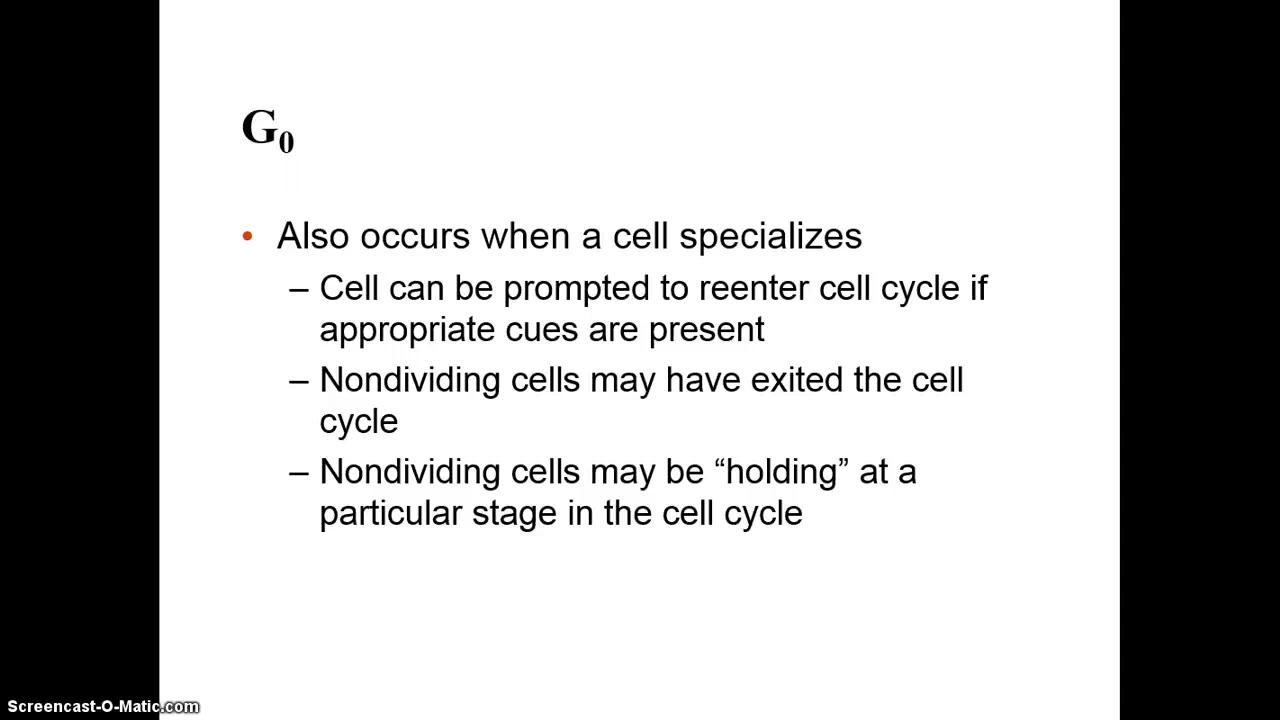 G₀
• Also occurs when a cell specializes
– Cell can be prompted to reenter cell cycle if
appropriate cues are present
– Nondividing cells may have exited the cell
cycle
– Nondividing cells may be “holding” at a
particular stage in the cell cycle
Screencast-O-Matic.com